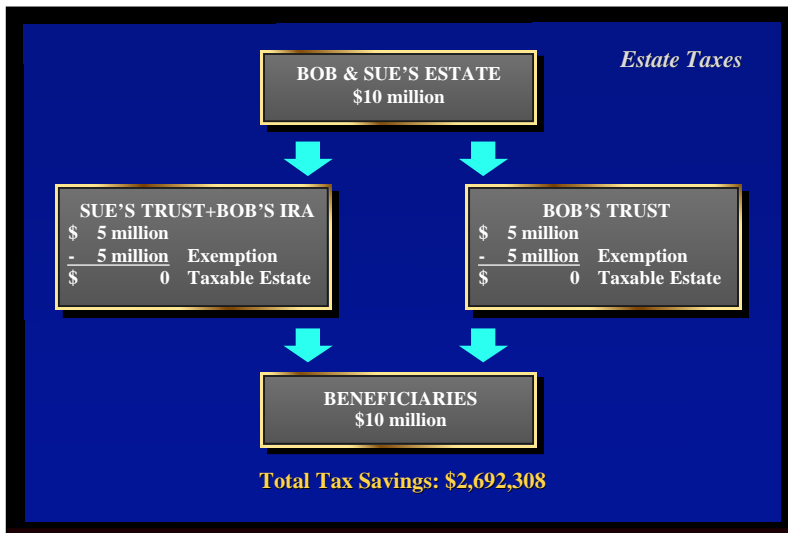 Estate Taxes
BOB & SUE'S ESTATE
$10 million
SUE'S TRUST+BOB'S IRA
$ 5 million
- 5 million Exemption
$ 0 Taxable Estate
BOB'S TRUST
$ 5 million
- 5 million Exemption
$ 0 Taxable Estate
BENEFICIARIES
$10 million
Total Tax Savings: $2,692,308